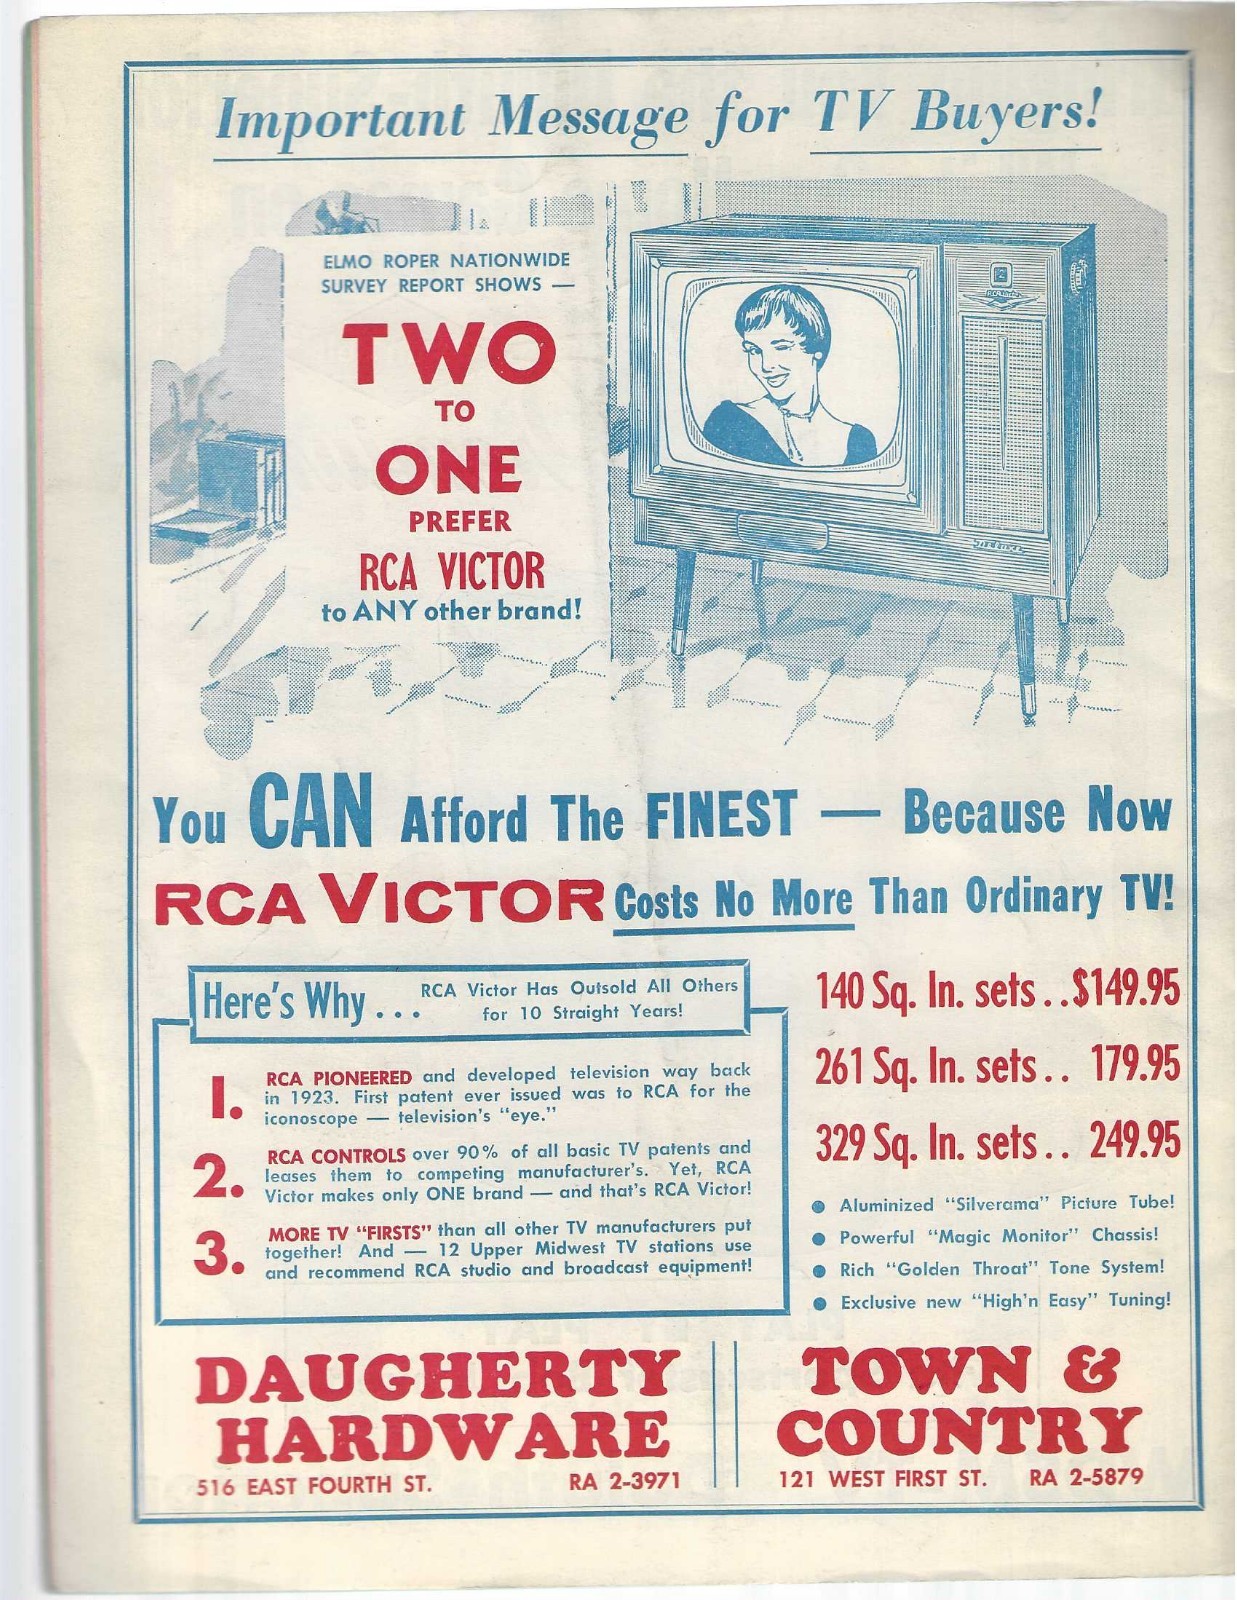 Important Message for TV Buyers!
ELMO ROPER NATIONWIDE
SURVEY REPORT SHOWS —
TWO
TO
ONE
PREFER
RCA VICTOR
to ANY other brand!
You CAN Afford The FINEST — Because Now
RCA VICTOR Costs No More Than Ordinary TV!
Here's Why...
RCA Victor Has Outsold All Others
for 10 Straight Years!
1. RCA PIONEERED and developed television way back
in 1923. First patent ever issued was to RCA for the
iconoscope — television's "eye."
2. RCA CONTROLS over 90% of all basic TV patents and
leases them to competing manufacturer's. Yet, RCA
Victor makes only ONE brand — and that's RCA Victor!
3. MORE TV "FIRSTS" than all other TV manufacturers put
together! And — 12 Upper Midwest TV stations use
and recommend RCA studio and broadcast equipment!
140 Sq. In. sets..$149.95
261 Sq. In. sets.. 179.95
329 Sq. In. sets.. 249.95
● Aluminized "Silverama" Picture Tube!
● Powerful "Magic Monitor" Chassis!
● Rich "Golden Throat" Tone System!
● Exclusive new "High'n Easy" Tuning!
DAUGHERTY
HARDWARE
516 EAST FOURTH ST. RA 2-3971
TOWN &
COUNTRY
121 WEST FIRST ST. RA 2-5879